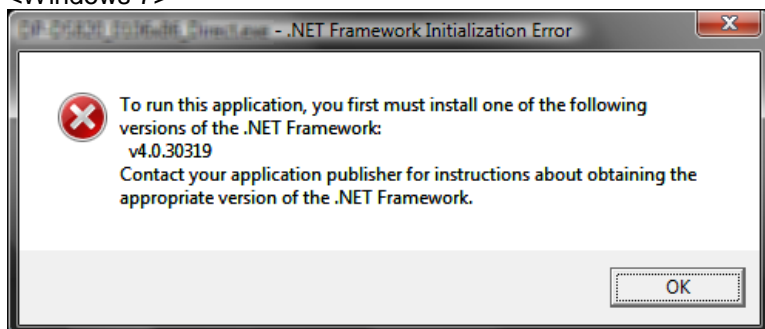 <Windows 7>
- .NET Framework Initialization Error
To run this application, you first must install one of the following
versions of the .NET Framework:
v4.0.30319
Contact your application publisher for instructions about obtaining the
appropriate version of the .NET Framework.
OK